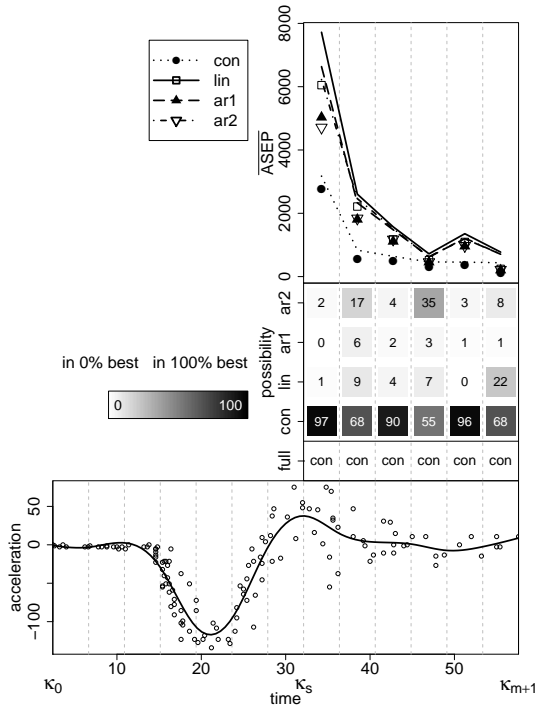 con
lin
ar1
ar2
0 2000 4000 6000 8000
ASEP
ar2 2 17 4 35 3 8
ar1 0 6 2 3 1 1
lin 1 9 4 7 0 22
con 97 68 90 55 96 68
possibility
full con con con con con con
in 0% best in 100% best
0 100
acceleration
50
0
−100
10 20 30 40 50
κ0 κs κm+1
time